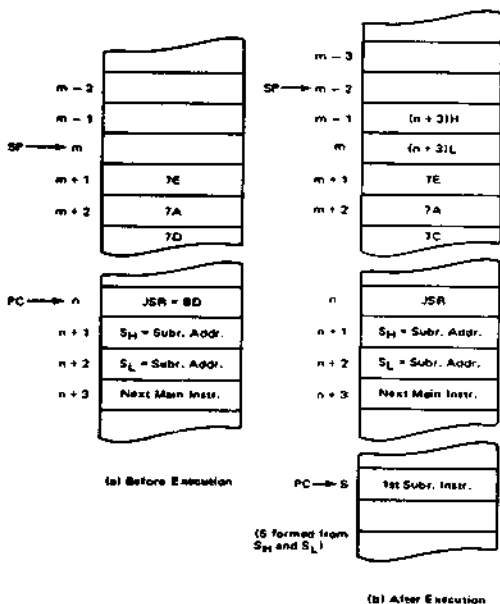 m – 2
m – 1
SP m
m + 1 7E
m + 2 7A
7D
PC n JSR = BD
n + 1 SH = Subr. Addr.
n + 2 SL = Subr. Addr.
n + 3 Next Main Instr.
(a) Before Execution
m – 3
SP m – 2
m – 1 (n + 3)H
m (n + 3)L
m + 1 7E
m + 2 7A
7C
n JSR
n + 1 SH = Subr. Addr.
n + 2 SL = Subr. Addr.
n + 3 Next Main Instr.
PC S 1st Subr. Instr.
(S formed from
SH and SL)
(b) After Execution